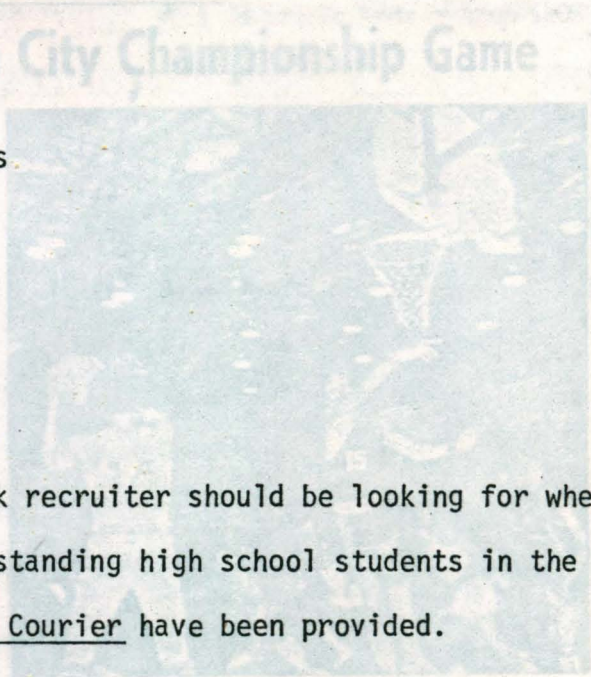 City Championship Game
s
15
k recruiter should be looking for whe
standing high school students in the
Courier have been provided.